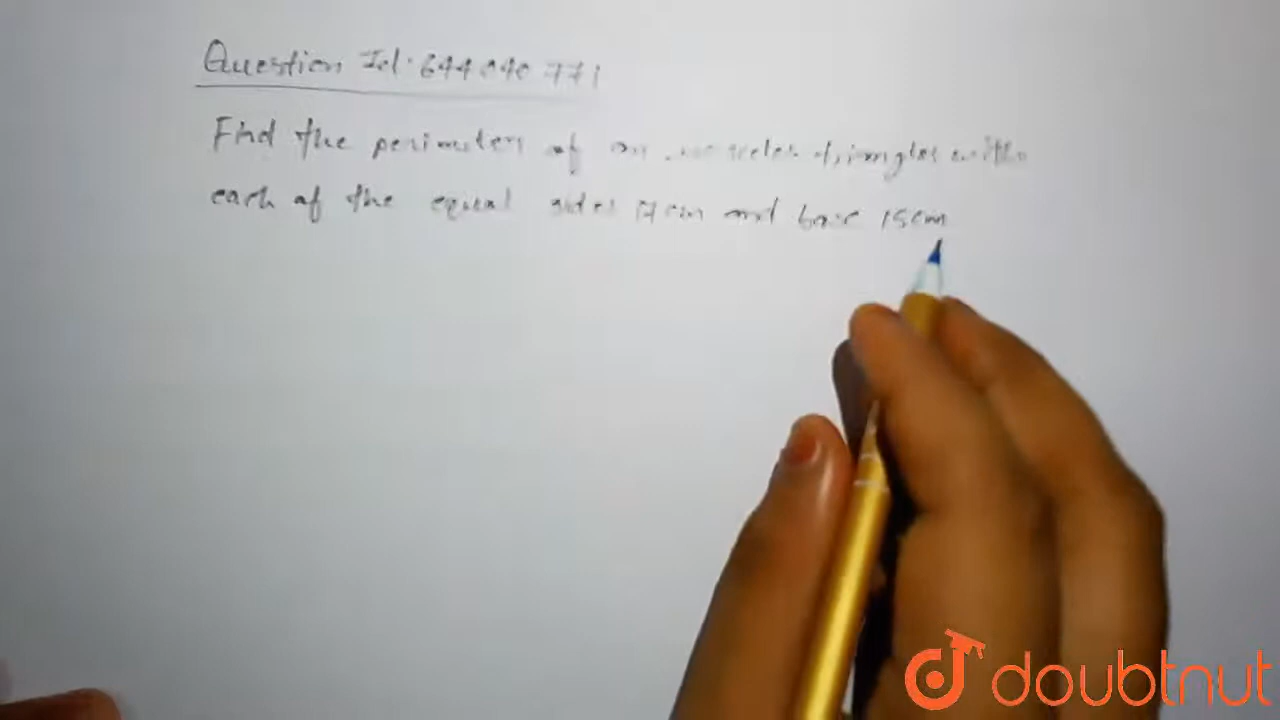 Question Id: 644040771
Find the perimeter of an isosceles triangles with
each of the equal sides 17cm and base 15cm
doubtnut